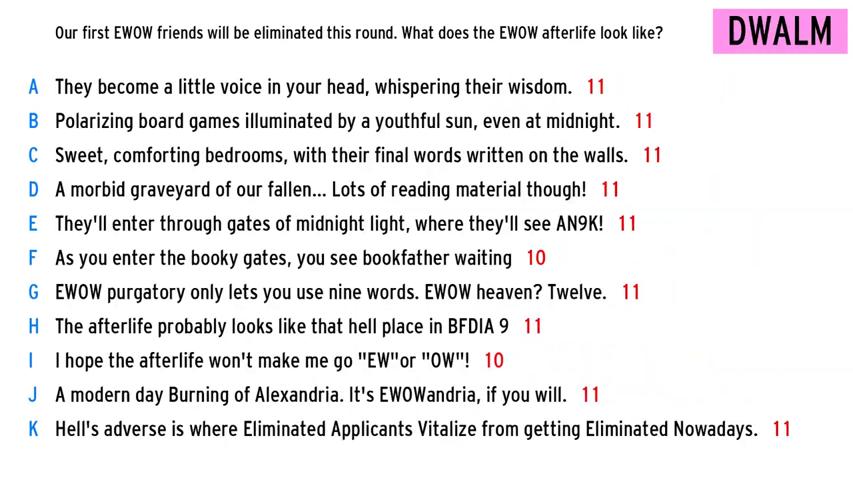 Our first EWOW friends will be eliminated this round. What does the EWOW afterlife look like?
DWALM
A They become a little voice in your head, whispering their wisdom. 11
B Polarizing board games illuminated by a youthful sun, even at midnight. 11
C Sweet, comforting bedrooms, with their final words written on the walls. 11
D A morbid graveyard of our fallen... Lots of reading material though! 11
E They'll enter through gates of midnight light, where they'll see AN9K! 11
F As you enter the booky gates, you see bookfather waiting 10
G EWOW purgatory only lets you use nine words. EWOW heaven? Twelve. 11
H The afterlife probably looks like that hell place in BFDIA 9 11
I I hope the afterlife won't make me go "EW"or "OW"! 10
J A modern day Burning of Alexandria. It's EWOWandria, if you will. 11
K Hell's adverse is where Eliminated Applicants Vitalize from getting Eliminated Nowadays. 11